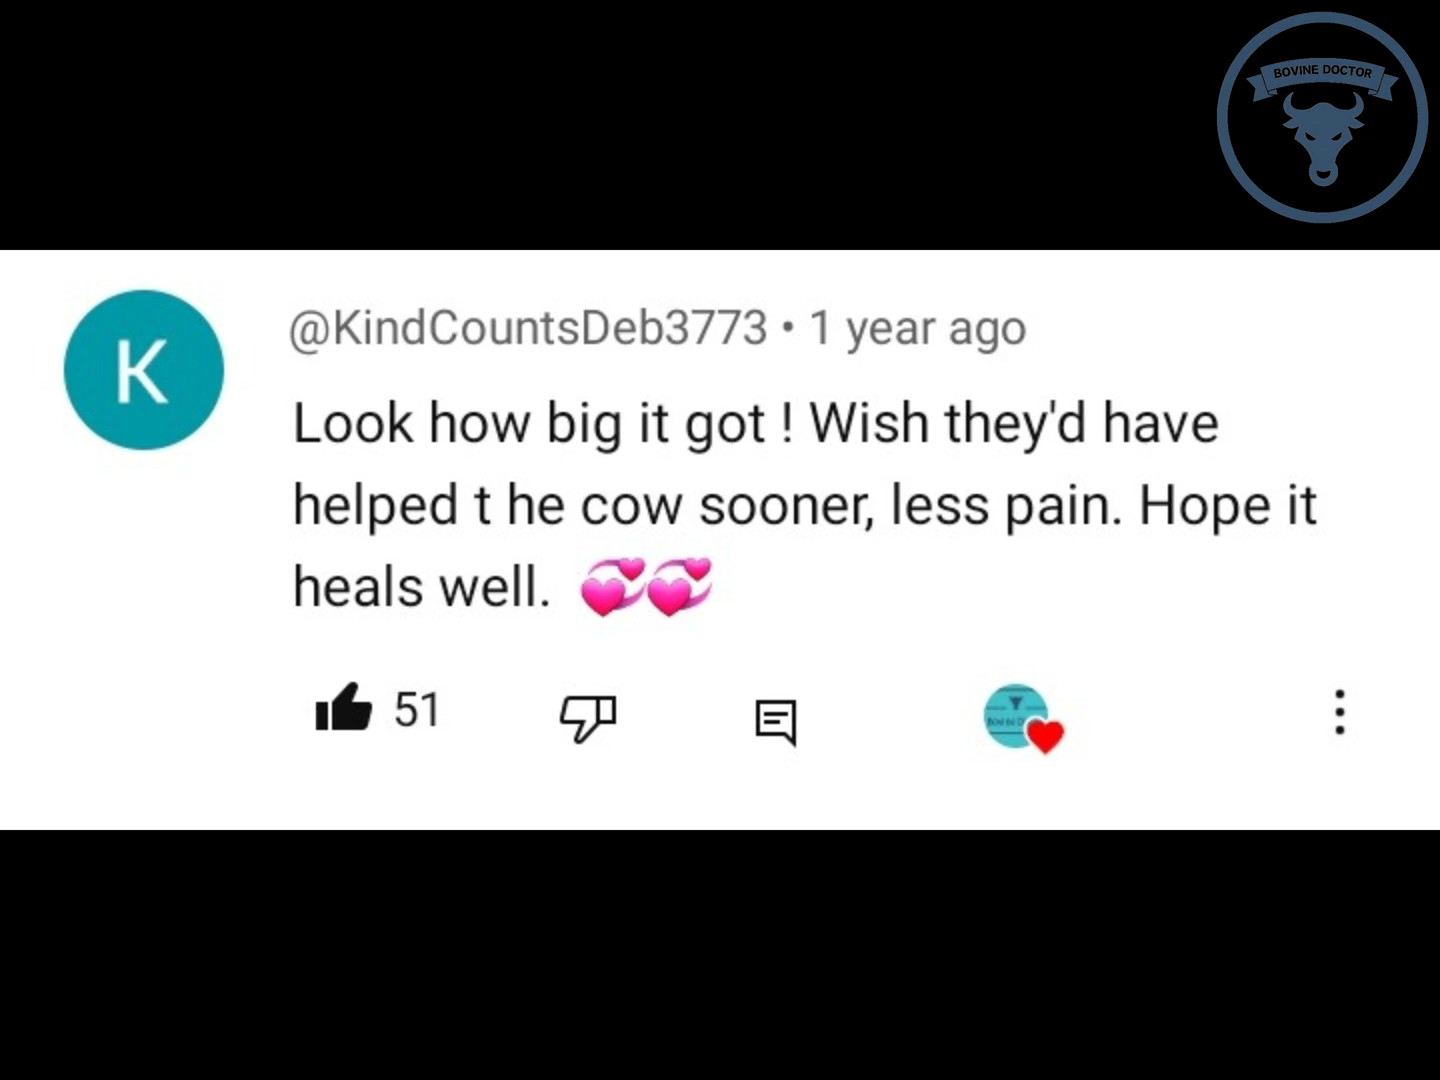 BOVINE DOCTOR
K
@KindCountsDeb3773 • 1 year ago
Look how big it got ! Wish they'd have
helped t he cow sooner, less pain. Hope it
heals well. 💞💞
51